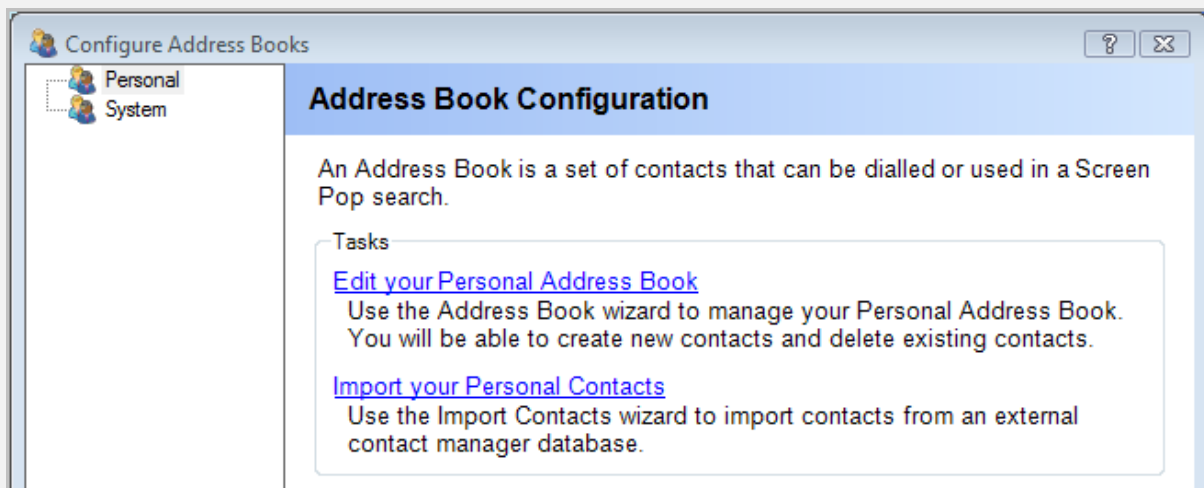 Configure Address Books
Personal
System
Address Book Configuration
An Address Book is a set of contacts that can be dialled or used in a Screen
Pop search.
Tasks
Edit your Personal Address Book
Use the Address Book wizard to manage your Personal Address Book.
You will be able to create new contacts and delete existing contacts.
Import your Personal Contacts
Use the Import Contacts wizard to import contacts from an external
contact manager database.